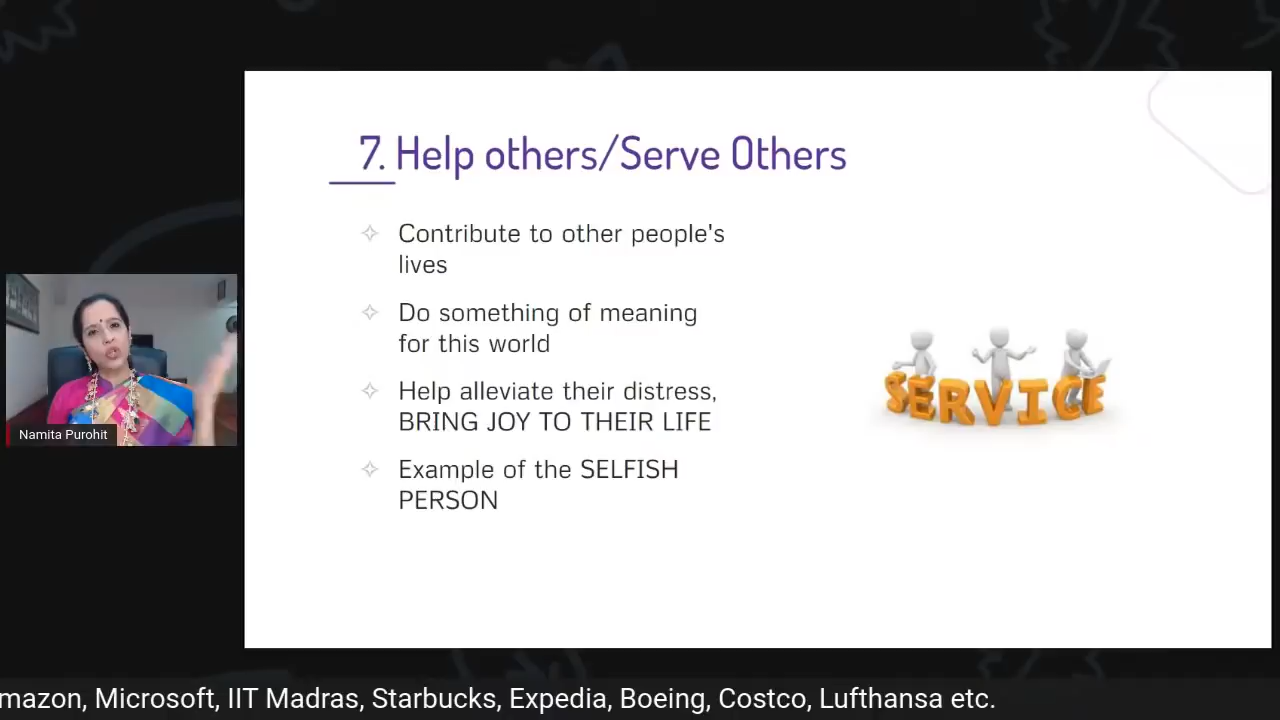 7. Help others/Serve Others
Contribute to other people's
lives
Do something of meaning
for this world
Help alleviate their distress,
BRING JOY TO THEIR LIFE
Example of the SELFISH
PERSON
SERVICE
Namita Purohit
mazon, Microsoft, IIT Madras, Starbucks, Expedia, Boeing, Costco, Lufthansa etc.